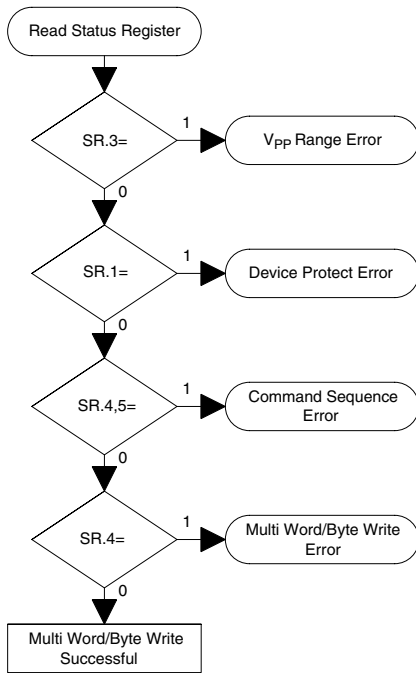 Read Status Register
SR.3=
1
VPP Range Error
0
SR.1=
1
Device Protect Error
0
SR.4,5=
1
Command Sequence
Error
0
SR.4=
1
Multi Word/Byte Write
Error
0
Multi Word/Byte Write
Successful